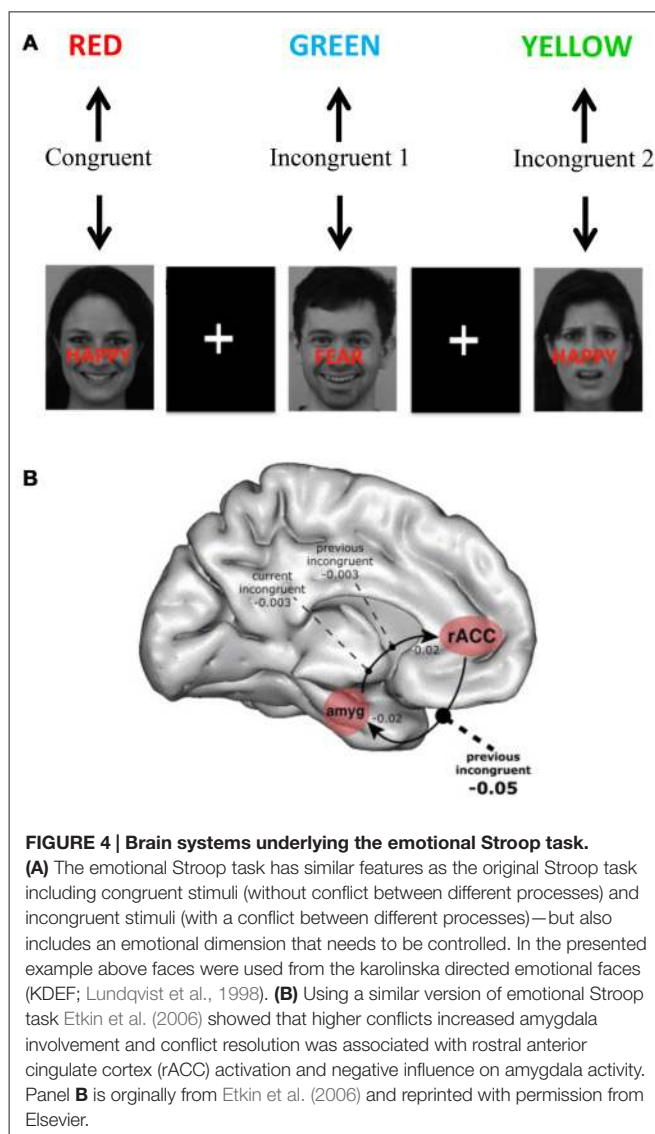 A
RED GREEN YELLOW
Congruent Incongruent 1 Incongruent 2
HAPPY + FEAR + HAPPY
B
previous
incongruent
-0.003
current
incongruent
-0.003
rACC
-0.02
amyg
-0.02
previous
incongruent
-0.05
FIGURE 4 | Brain systems underlying the emotional Stroop task.
(A) The emotional Stroop task has similar features as the original Stroop task
including congruent stimuli (without conflict between different processes) and
incongruent stimuli (with a conflict between different processes)—but also
includes an emotional dimension that needs to be controlled. In the presented
example above faces were used from the karolinska directed emotional faces
(KDEF; Lundqvist et al., 1998). (B) Using a similar version of emotional Stroop
task Etkin et al. (2006) showed that higher conflicts increased amygdala
involvement and conflict resolution was associated with rostral anterior
cingulate cortex (rACC) activation and negative influence on amygdala activity.
Panel B is orginally from Etkin et al. (2006) and reprinted with permission from
Elsevier.